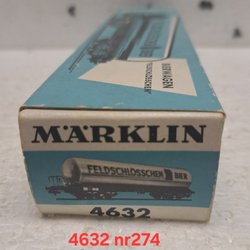 MÄRKLIN
FELDSCHLÖSSCHEN BIER
4632
4632 nr274